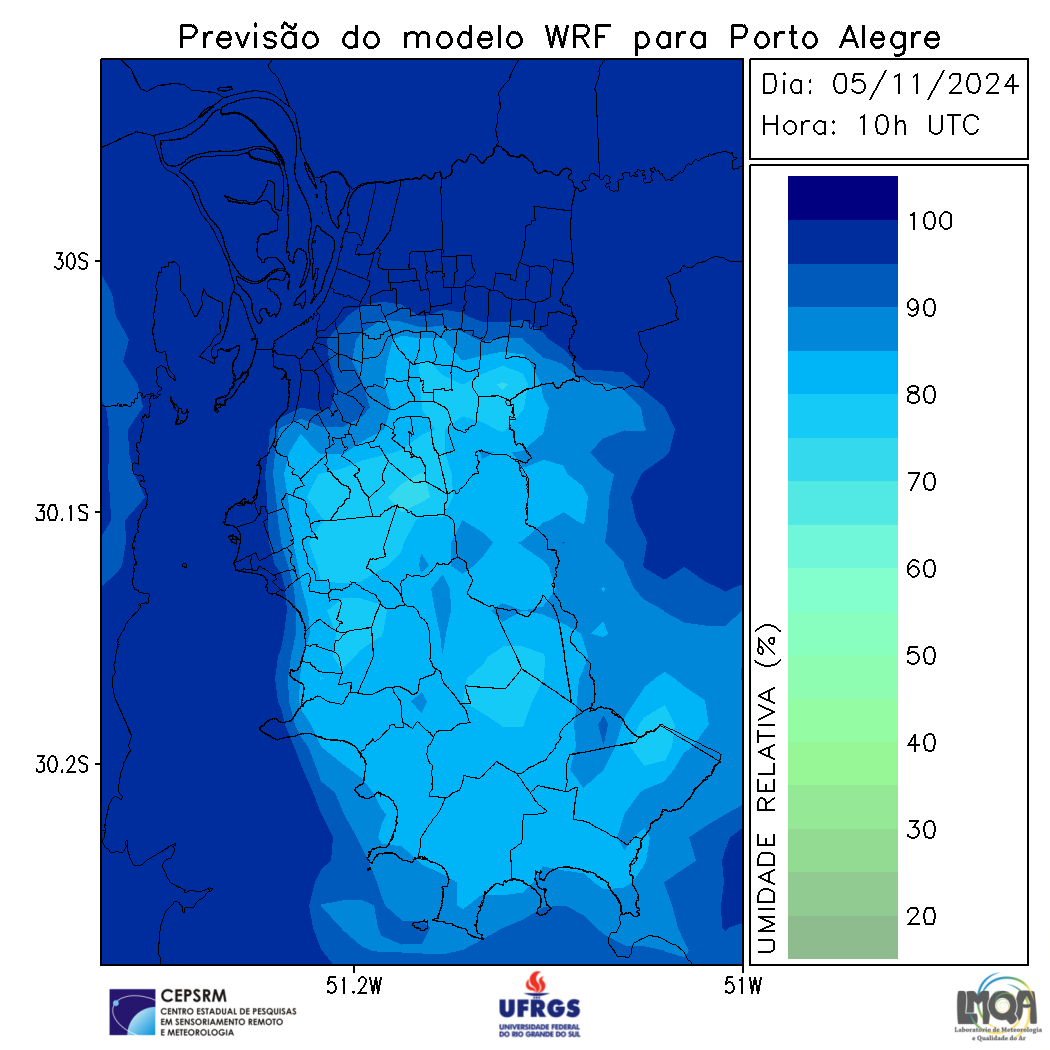 Previsão do modelo WRF para Porto Alegre
Dia: 05/11/2024
Hora: 10h UTC
30S
30.1S
30.2S
51.2W
51W
100
90
80
70
60
50
40
30
20
UMIDADE RELATIVA (%)
CEPSRM
CENTRO ESTADUAL DE PESQUISAS
EM SENSORIAMENTO REMOTO
E METEOROLOGIA
UFRGS
UNIVERSIDADE FEDERAL
DO RIO GRANDE DO SUL
LMQA
Laboratório de Meteorologia
e Qualidade do Ar